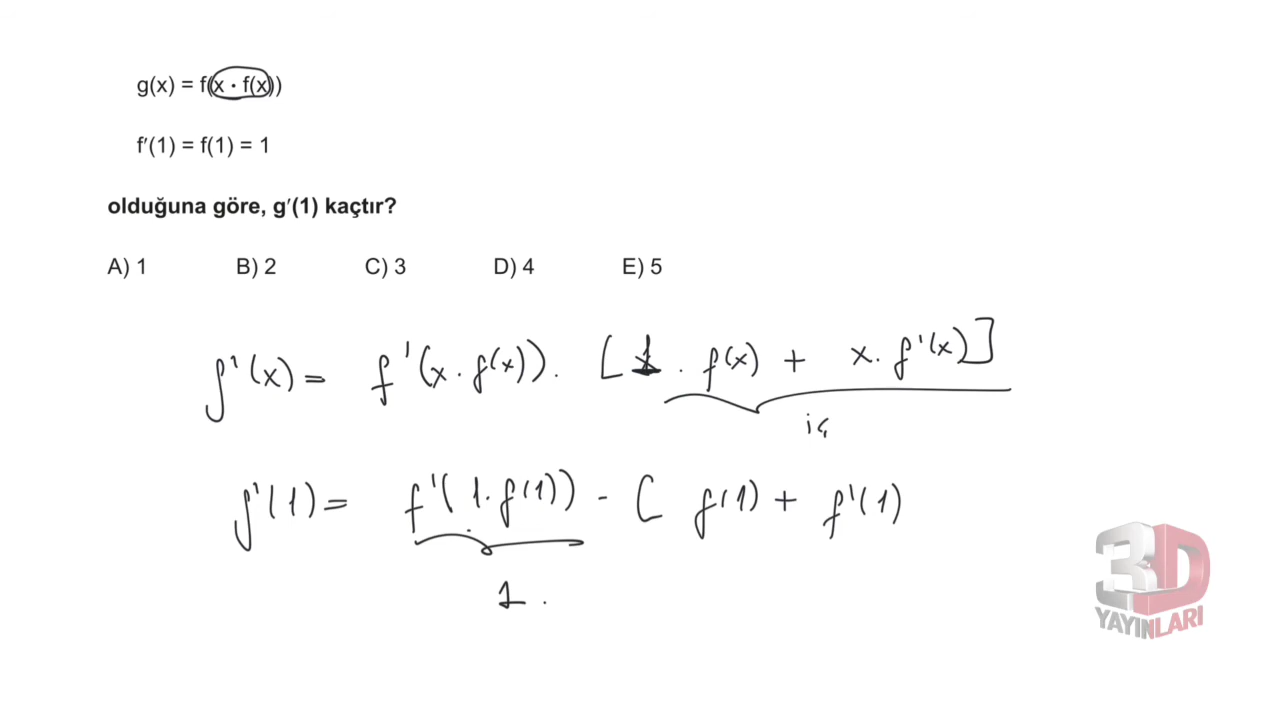 g(x) = f(x · f(x))
f′(1) = f(1) = 1
olduğuna göre, g′(1) kaçtır?
A) 1 B) 2 C) 3 D) 4 E) 5
g'(x) = f'(x · f(x)) . [1 . f(x) + x . f'(x)]
iç
g'(1) = f'(1 . f(1)) - ( f(1) + f'(1)
1 .
3D
YAYINLARI